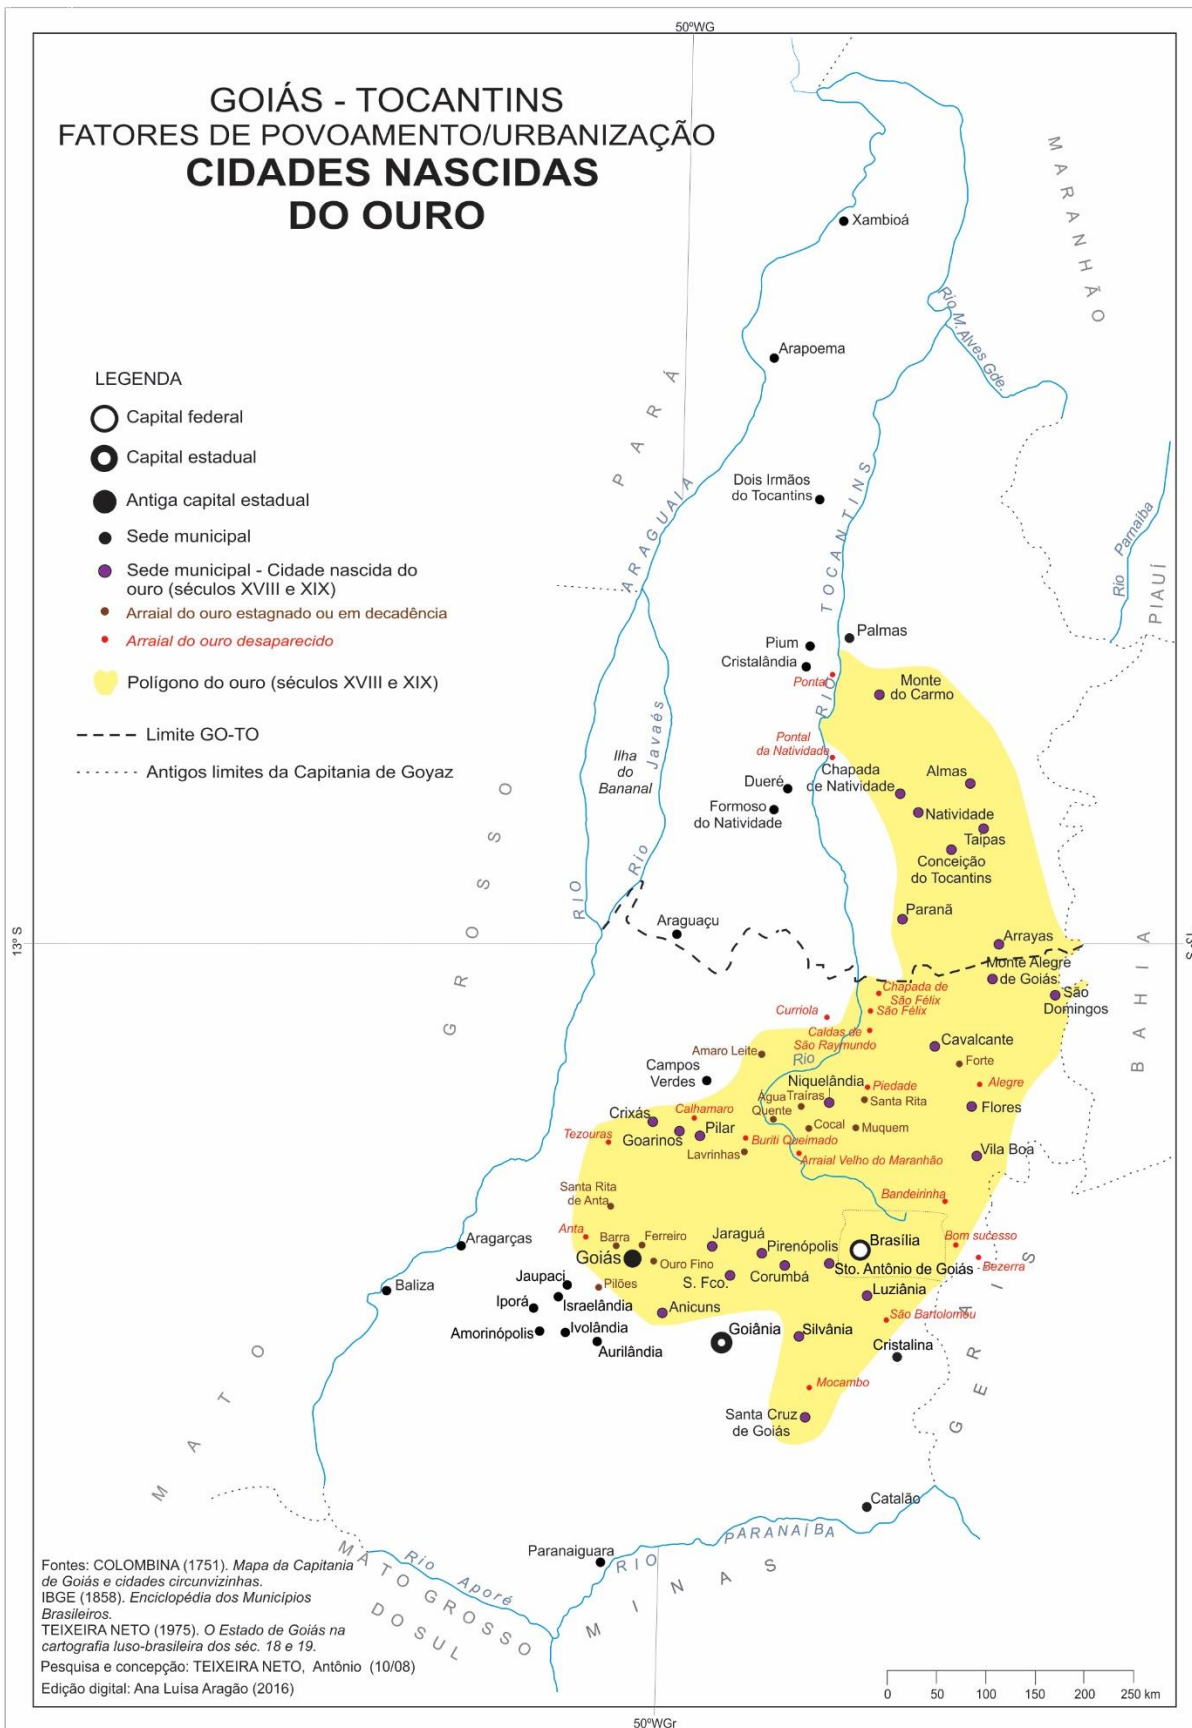 50ºWG
GOIÁS - TOCANTINS
FATORES DE POVOAMENTO/URBANIZAÇÃO
CIDADES NASCIDAS
DO OURO
MARANHÃO
Xambioá
Rio M. Alves Gde.
Arapoema
PARÁ
LEGENDA
Capital federal
Capital estadual
Antiga capital estadual
Sede municipal
Sede municipal - Cidade nascida do
ouro (séculos XVIII e XIX)
Arraial do ouro estagnado ou em decadência
Arraial do ouro desaparecido
Polígono do ouro (séculos XVIII e XIX)
Limite GO-TO
Antigos limites da Capitania de Goyaz
Dois Irmãos
do Tocantins
ARAGUAIA
TOCANTINS
RIO
Rio Parnaíba
PIAUÍ
Palmas
Pium
Cristalândia
Pontal
Monte
do Carmo
Rio Javaés
Ilha
do
Bananal
Pontal
da Natividade
Chapada
de Natividade
Almas
Dueré
Formoso
do Natividade
Natividade
Taipas
Conceição
do Tocantins
RIO
Paranã
Araguaçu
Arrayas
13º S
13º S
Monte Alegre
de Goiás
São
Domingos
BAHIA
Chapada de
São Félix
São Félix
Curriola
Caldas de
São Raymundo
Cavalcante
Amaro Leite
Rio
Forte
Campos
Verdes
Niquelândia
Piedade
Alegre
Água
Quente
Traíras
Santa Rita
Flores
Crixás
Calhamaro
Goarinos
Pilar
Cocal
Muquem
Tezouras
Buriti Queimado
Lavrinhas
Arraial Velho do Maranhão
Vila Boa
Santa Rita
de Anta
Bandeirinha
Anta
Barra
Ferreiro
Jaraguá
Pirenópolis
Brasília
Bom sucesso
Aragarças
Goiás
Ouro Fino
S. Fco.
Corumbá
Sto. Antônio de Goiás
Bezerra
Baliza
Jaupaci
Pilões
Luziânia
Iporá
Israelândia
Anicuns
São Bartolomeu
Amorinópolis
Ivolândia
Aurilândia
Goiânia
Silvânia
Cristalina
Mocambo
Santa Cruz
de Goiás
MATO GROSSO
Catalão
RIO PARANAÍBA
Paranaiguara
MINAS GERAIS
Rio Aporé
MATO GROSSO
DO SUL
Fontes: COLOMBINA (1751). Mapa da Capitania
de Goiás e cidades circunvizinhas.
IBGE (1858). Enciclopédia dos Municípios
Brasileiros.
TEIXEIRA NETO (1975). O Estado de Goiás na
cartografia luso-brasileira dos séc. 18 e 19.
Pesquisa e concepção: TEIXEIRA NETO, Antônio (10/08)
Edição digital: Ana Luísa Aragão (2016)
0 50 100 150 200 250 km
50ºWGr